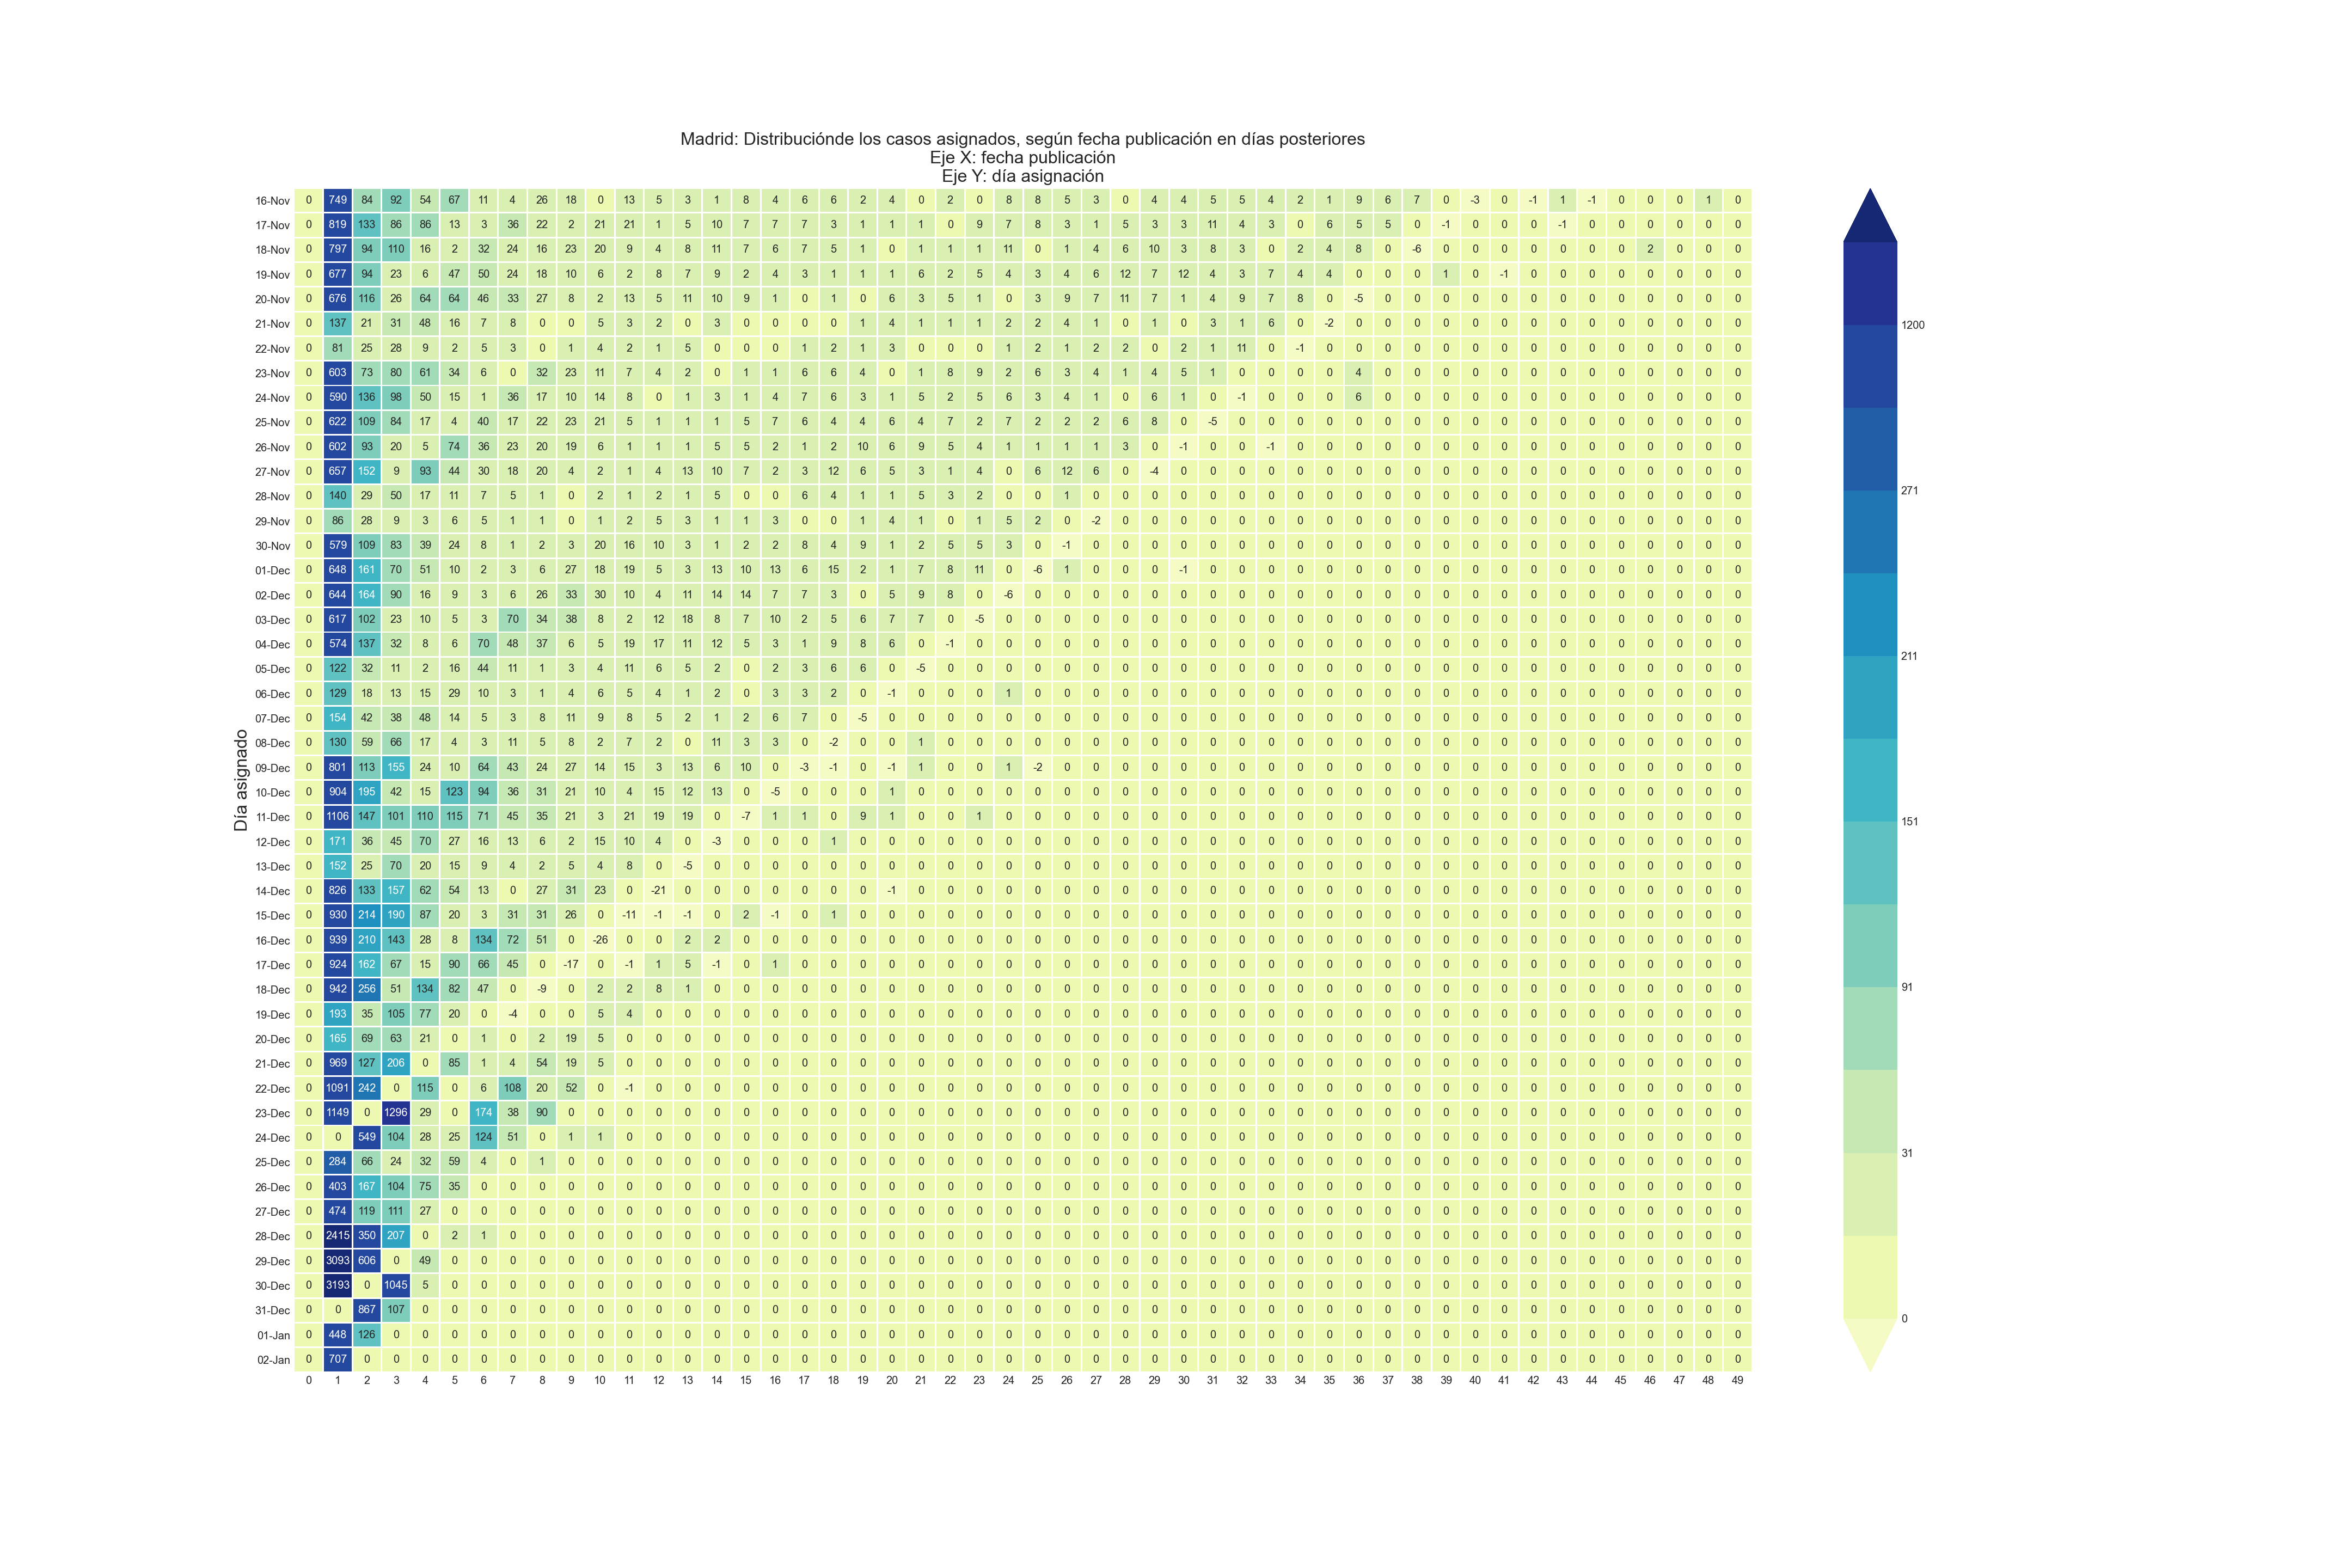 Madrid: Distribuciónde los casos asignados, según fecha publicación en días posteriores
Eje X: fecha publicación
Eje Y: día asignación
Día asignado
16-Nov 0 749 84 92 54 67 11 4 26 18 0 13 5 3 1 8 4 6 6 2 4 0 2 0 8 8 5 3 0 4 4 5 5 4 2 1 9 6 7 0 -3 0 -1 1 -1 0 0 0 1 0
17-Nov 0 819 133 86 86 13 3 36 22 2 21 21 1 5 10 7 7 7 3 1 1 1 0 9 7 8 3 1 5 3 3 11 4 3 0 6 5 5 0 -1 0 0 0 -1 0 0 0 0 0 0
18-Nov 0 797 94 110 16 2 32 24 16 23 20 9 4 8 11 7 6 7 5 1 0 1 1 1 11 0 1 4 6 10 3 8 3 0 2 4 8 0 -6 0 0 0 0 0 0 0 2 0 0 0
19-Nov 0 677 94 23 6 47 50 24 18 10 6 2 8 7 9 2 4 3 1 1 1 6 2 5 4 3 4 6 12 7 12 4 3 7 4 4 0 0 0 1 0 -1 0 0 0 0 0 0 0 0
20-Nov 0 676 116 26 64 64 46 33 27 8 2 13 5 11 10 9 1 0 1 0 6 3 5 1 0 3 9 7 11 7 1 4 9 7 8 0 -5 0 0 0 0 0 0 0 0 0 0 0 0 0
21-Nov 0 137 21 31 48 16 7 8 0 0 5 3 2 0 3 0 0 0 0 1 4 1 1 1 2 2 4 1 0 1 0 3 1 6 0 -2 0 0 0 0 0 0 0 0 0 0 0 0 0 0
22-Nov 0 81 25 28 9 2 5 3 0 1 4 2 1 5 0 0 0 1 2 1 3 0 0 0 1 2 1 2 2 0 2 1 11 0 -1 0 0 0 0 0 0 0 0 0 0 0 0 0 0 0
23-Nov 0 603 73 80 61 34 6 0 32 23 11 7 4 2 0 1 1 6 6 4 0 1 8 9 2 6 3 4 1 4 5 1 0 0 0 0 4 0 0 0 0 0 0 0 0 0 0 0 0 0
24-Nov 0 590 136 98 50 15 1 36 17 10 14 8 0 1 3 1 4 7 6 3 1 5 2 5 6 3 4 1 0 6 1 0 -1 0 0 0 6 0 0 0 0 0 0 0 0 0 0 0 0 0
25-Nov 0 622 109 84 17 4 40 17 22 23 21 5 1 1 1 5 7 6 4 4 6 4 7 2 7 2 2 2 6 8 0 -5 0 0 0 0 0 0 0 0 0 0 0 0 0 0 0 0 0 0
26-Nov 0 602 93 20 5 74 36 23 20 19 6 1 1 1 5 5 2 1 2 10 6 9 5 4 1 1 1 1 3 0 -1 0 0 -1 0 0 0 0 0 0 0 0 0 0 0 0 0 0 0 0
27-Nov 0 657 152 9 93 44 30 18 20 4 2 1 4 13 10 7 2 3 12 6 5 3 1 4 0 6 12 6 0 -4 0 0 0 0 0 0 0 0 0 0 0 0 0 0 0 0 0 0 0 0
28-Nov 0 140 29 50 17 11 7 5 1 0 2 1 2 1 5 0 0 6 4 1 1 5 3 2 0 0 1 0 0 0 0 0 0 0 0 0 0 0 0 0 0 0 0 0 0 0 0 0 0 0
29-Nov 0 86 28 9 3 6 5 1 1 0 1 2 5 3 1 1 3 0 0 1 4 1 0 1 5 2 0 -2 0 0 0 0 0 0 0 0 0 0 0 0 0 0 0 0 0 0 0 0 0 0
30-Nov 0 579 109 83 39 24 8 1 2 3 20 16 10 3 1 2 2 8 4 9 1 2 5 5 3 0 -1 0 0 0 0 0 0 0 0 0 0 0 0 0 0 0 0 0 0 0 0 0 0 0
01-Dec 0 648 161 70 51 10 2 3 6 27 18 19 5 3 13 10 13 6 15 2 1 7 8 11 0 -6 1 0 0 0 -1 0 0 0 0 0 0 0 0 0 0 0 0 0 0 0 0 0 0 0
02-Dec 0 644 164 90 16 9 3 6 26 33 30 10 4 11 14 14 7 7 3 0 5 9 8 0 -6 0 0 0 0 0 0 0 0 0 0 0 0 0 0 0 0 0 0 0 0 0 0 0 0 0
03-Dec 0 617 102 23 10 5 3 70 34 38 8 2 12 18 8 7 10 2 5 6 7 7 0 -5 0 0 0 0 0 0 0 0 0 0 0 0 0 0 0 0 0 0 0 0 0 0 0 0 0 0
04-Dec 0 574 137 32 8 6 70 48 37 6 5 19 17 11 12 5 3 1 9 8 6 0 -1 0 0 0 0 0 0 0 0 0 0 0 0 0 0 0 0 0 0 0 0 0 0 0 0 0 0 0
05-Dec 0 122 32 11 2 16 44 11 1 3 4 11 6 5 2 0 2 3 6 6 0 -5 0 0 0 0 0 0 0 0 0 0 0 0 0 0 0 0 0 0 0 0 0 0 0 0 0 0 0 0
06-Dec 0 129 18 13 15 29 10 3 1 4 6 5 4 1 2 0 3 3 2 0 -1 0 0 0 1 0 0 0 0 0 0 0 0 0 0 0 0 0 0 0 0 0 0 0 0 0 0 0 0 0
07-Dec 0 154 42 38 48 14 5 3 8 11 9 8 5 2 1 2 6 7 0 -5 0 0 0 0 0 0 0 0 0 0 0 0 0 0 0 0 0 0 0 0 0 0 0 0 0 0 0 0 0 0
08-Dec 0 130 59 66 17 4 3 11 5 8 2 7 2 0 11 3 3 0 -2 0 0 1 0 0 0 0 0 0 0 0 0 0 0 0 0 0 0 0 0 0 0 0 0 0 0 0 0 0 0 0
09-Dec 0 801 113 155 24 10 64 43 24 27 14 15 3 13 6 10 0 -3 -1 0 -1 1 0 0 1 -2 0 0 0 0 0 0 0 0 0 0 0 0 0 0 0 0 0 0 0 0 0 0 0 0
10-Dec 0 904 195 42 15 123 94 36 31 21 10 4 15 12 13 0 -5 0 0 0 1 0 0 0 0 0 0 0 0 0 0 0 0 0 0 0 0 0 0 0 0 0 0 0 0 0 0 0 0 0
11-Dec 0 1106 147 101 110 115 71 45 35 21 3 21 19 19 0 -7 1 1 0 9 1 0 0 1 0 0 0 0 0 0 0 0 0 0 0 0 0 0 0 0 0 0 0 0 0 0 0 0 0 0
12-Dec 0 171 36 45 70 27 16 13 6 2 15 10 4 0 -3 0 0 0 1 0 0 0 0 0 0 0 0 0 0 0 0 0 0 0 0 0 0 0 0 0 0 0 0 0 0 0 0 0 0 0
13-Dec 0 152 25 70 20 15 9 4 2 5 4 8 0 -5 0 0 0 0 0 0 0 0 0 0 0 0 0 0 0 0 0 0 0 0 0 0 0 0 0 0 0 0 0 0 0 0 0 0 0 0
14-Dec 0 826 133 157 62 54 13 0 27 31 23 0 -21 0 0 0 0 0 0 0 -1 0 0 0 0 0 0 0 0 0 0 0 0 0 0 0 0 0 0 0 0 0 0 0 0 0 0 0 0 0
15-Dec 0 930 214 190 87 20 3 31 31 26 0 -11 -1 -1 0 2 -1 0 1 0 0 0 0 0 0 0 0 0 0 0 0 0 0 0 0 0 0 0 0 0 0 0 0 0 0 0 0 0 0 0
16-Dec 0 939 210 143 28 8 134 72 51 0 -26 0 0 2 2 0 0 0 0 0 0 0 0 0 0 0 0 0 0 0 0 0 0 0 0 0 0 0 0 0 0 0 0 0 0 0 0 0 0 0
17-Dec 0 924 162 67 15 90 66 45 0 -17 0 -1 1 5 -1 0 1 0 0 0 0 0 0 0 0 0 0 0 0 0 0 0 0 0 0 0 0 0 0 0 0 0 0 0 0 0 0 0 0 0
18-Dec 0 942 256 51 134 82 47 0 -9 0 2 2 8 1 0 0 0 0 0 0 0 0 0 0 0 0 0 0 0 0 0 0 0 0 0 0 0 0 0 0 0 0 0 0 0 0 0 0 0 0
19-Dec 0 193 35 105 77 20 0 -4 0 0 5 4 0 0 0 0 0 0 0 0 0 0 0 0 0 0 0 0 0 0 0 0 0 0 0 0 0 0 0 0 0 0 0 0 0 0 0 0 0 0
20-Dec 0 165 69 63 21 0 1 0 2 19 5 0 0 0 0 0 0 0 0 0 0 0 0 0 0 0 0 0 0 0 0 0 0 0 0 0 0 0 0 0 0 0 0 0 0 0 0 0 0 0
21-Dec 0 969 127 206 0 85 1 4 54 19 5 0 0 0 0 0 0 0 0 0 0 0 0 0 0 0 0 0 0 0 0 0 0 0 0 0 0 0 0 0 0 0 0 0 0 0 0 0 0 0
22-Dec 0 1091 242 0 115 0 6 108 20 52 0 -1 0 0 0 0 0 0 0 0 0 0 0 0 0 0 0 0 0 0 0 0 0 0 0 0 0 0 0 0 0 0 0 0 0 0 0 0 0 0
23-Dec 0 1149 0 1296 29 0 174 38 90 0 0 0 0 0 0 0 0 0 0 0 0 0 0 0 0 0 0 0 0 0 0 0 0 0 0 0 0 0 0 0 0 0 0 0 0 0 0 0 0 0
24-Dec 0 0 549 104 28 25 124 51 0 1 1 0 0 0 0 0 0 0 0 0 0 0 0 0 0 0 0 0 0 0 0 0 0 0 0 0 0 0 0 0 0 0 0 0 0 0 0 0 0 0
25-Dec 0 284 66 24 32 59 4 0 1 0 0 0 0 0 0 0 0 0 0 0 0 0 0 0 0 0 0 0 0 0 0 0 0 0 0 0 0 0 0 0 0 0 0 0 0 0 0 0 0 0
26-Dec 0 403 167 104 75 35 0 0 0 0 0 0 0 0 0 0 0 0 0 0 0 0 0 0 0 0 0 0 0 0 0 0 0 0 0 0 0 0 0 0 0 0 0 0 0 0 0 0 0 0
27-Dec 0 474 119 111 27 0 0 0 0 0 0 0 0 0 0 0 0 0 0 0 0 0 0 0 0 0 0 0 0 0 0 0 0 0 0 0 0 0 0 0 0 0 0 0 0 0 0 0 0 0
28-Dec 0 2415 350 207 0 2 1 0 0 0 0 0 0 0 0 0 0 0 0 0 0 0 0 0 0 0 0 0 0 0 0 0 0 0 0 0 0 0 0 0 0 0 0 0 0 0 0 0 0 0
29-Dec 0 3093 606 0 49 0 0 0 0 0 0 0 0 0 0 0 0 0 0 0 0 0 0 0 0 0 0 0 0 0 0 0 0 0 0 0 0 0 0 0 0 0 0 0 0 0 0 0 0 0
30-Dec 0 3193 0 1045 5 0 0 0 0 0 0 0 0 0 0 0 0 0 0 0 0 0 0 0 0 0 0 0 0 0 0 0 0 0 0 0 0 0 0 0 0 0 0 0 0 0 0 0 0 0
31-Dec 0 0 867 107 0 0 0 0 0 0 0 0 0 0 0 0 0 0 0 0 0 0 0 0 0 0 0 0 0 0 0 0 0 0 0 0 0 0 0 0 0 0 0 0 0 0 0 0 0 0
01-Jan 0 448 126 0 0 0 0 0 0 0 0 0 0 0 0 0 0 0 0 0 0 0 0 0 0 0 0 0 0 0 0 0 0 0 0 0 0 0 0 0 0 0 0 0 0 0 0 0 0 0
02-Jan 0 707 0 0 0 0 0 0 0 0 0 0 0 0 0 0 0 0 0 0 0 0 0 0 0 0 0 0 0 0 0 0 0 0 0 0 0 0 0 0 0 0 0 0 0 0 0 0 0 0
0 1 2 3 4 5 6 7 8 9 10 11 12 13 14 15 16 17 18 19 20 21 22 23 24 25 26 27 28 29 30 31 32 33 34 35 36 37 38 39 40 41 42 43 44 45 46 47 48 49
1200
271
211
151
91
31
0